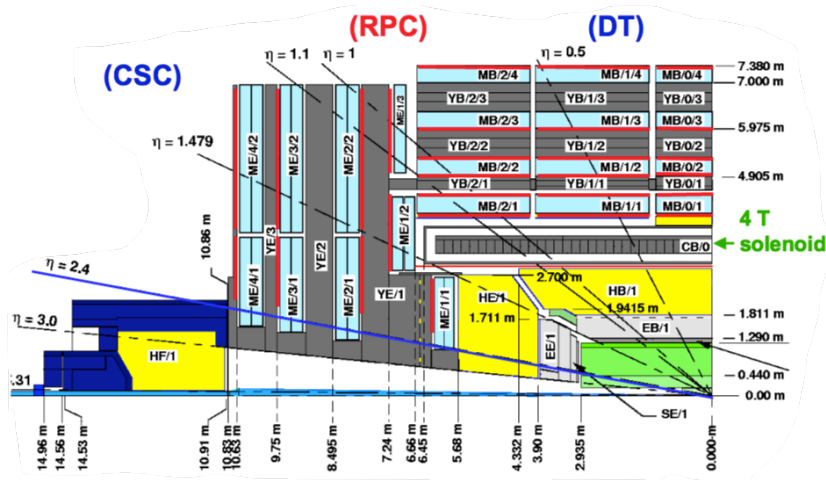 (RPC)
(DT)
(CSC)
η = 1.1
η = 1
η = 0.5
η = 1.479
η = 2.4
η = 3.0
.31
MB/2/4
MB/1/4
MB/0/4
YB/2/3
YB/1/3
YB/0/3
MB/2/3
MB/1/3
MB/0/3
YB/2/2
YB/1/2
YB/0/2
MB/2/2
MB/1/2
MB/0/2
YB/2/1
YB/1/1
YB/0/1
MB/2/1
MB/1/1
MB/0/1
7.380 m
7.000 m
5.975 m
4.905 m
4 T
solenoid
CB/0
ME/4/2
ME/3/2
ME/2/2
ME/1/3
YE/3
YE/2
ME/1/2
10.86 m
ME/4/1
ME/3/1
ME/2/1
YE/1
ME/1/1
HE/1
HB/1
2.700 m
1.9415 m
1.711 m
1.811 m
EB/1
1.290 m
EE/1
HF/1
0.440 m
0.00 m
SE/1
14.96 m
14.56 m
14.53 m
10.91 m
10.83 m
10.63 m
9.75 m
8.495 m
7.24 m
6.66 m
6.45 m
5.68 m
4.332 m
3.90 m
2.935 m
0.000 m